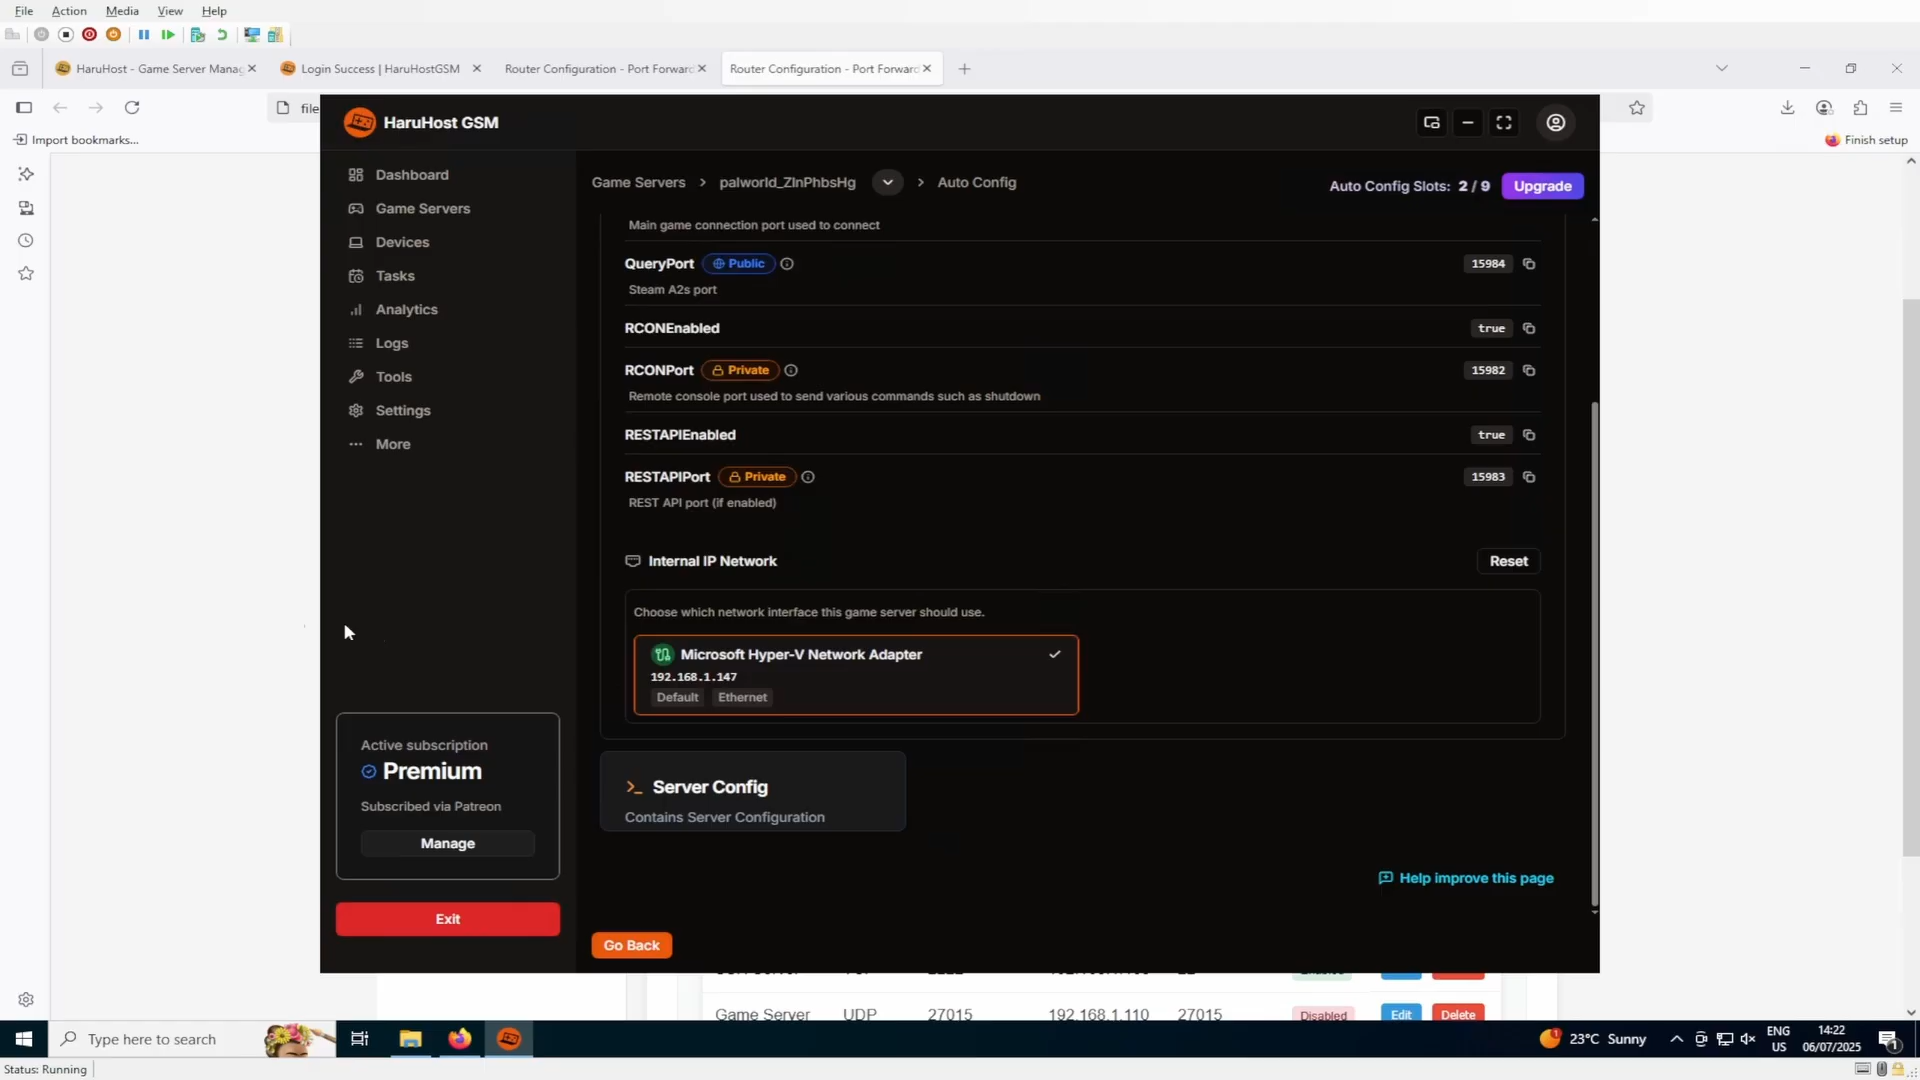 File Action Media View Help
HaruHost - Game Server Manag
Login Success | HaruHostGSM
Router Configuration - Port Forward
Router Configuration - Port Forward
file
Import bookmarks...
Finish setup
HaruHost GSM
Dashboard
Game Servers
Devices
Tasks
Analytics
Logs
Tools
Settings
More
Active subscription
Premium
Subscribed via Patreon
Manage
Exit
Game Servers > palworld_ZlnPhbsHg > Auto Config
Auto Config Slots: 2 / 9 Upgrade
Main game connection port used to connect
QueryPort Public 15984
Steam A2s port
RCONEnabled true
RCONPort Private 15982
Remote console port used to send various commands such as shutdown
RESTAPIEnabled true
RESTAPIPort Private 15983
REST API port (if enabled)
Internal IP Network Reset
Choose which network interface this game server should use.
Microsoft Hyper-V Network Adapter
192.168.1.147
Default Ethernet
>_ Server Config
Contains Server Configuration
Help improve this page
Go Back
Game Server UDP 27015 192.168.1.110 27015 Disabled Edit Delete
Type here to search
23°C Sunny
ENG
US
14:22
06/07/2025
1
Status: Running